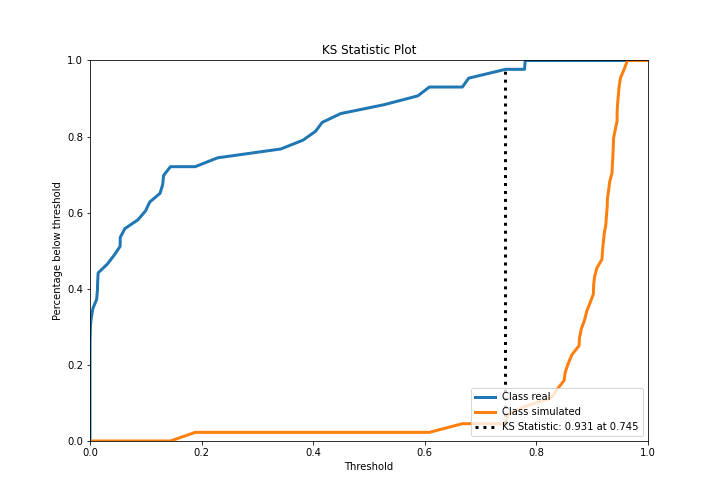 KS Statistic Plot
1.0
0.8
0.6
0.4
0.2
0.0
Percentage below threshold
0.0 0.2 0.4 0.6 0.8 1.0
Threshold
Class real
Class simulated
KS Statistic: 0.931 at 0.745